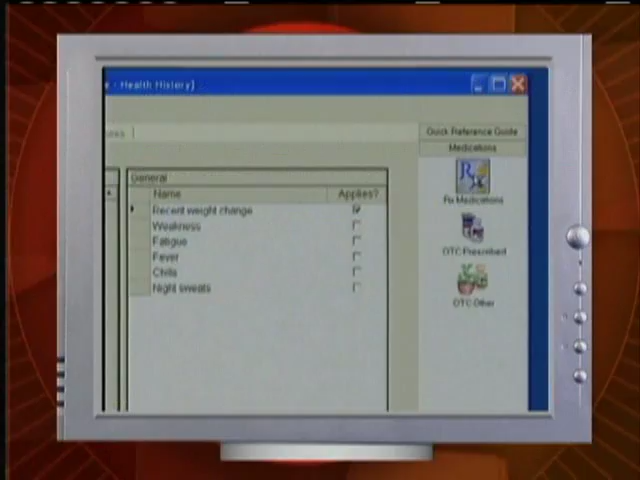 - Health History]
Quick Reference Guide
Medications
General
Name Applies?
Recent weight change
Weakness
Fatigue
Fever
Chills
Night sweats
Rx
Rx Medications
OTC Prescribed
OTC Other